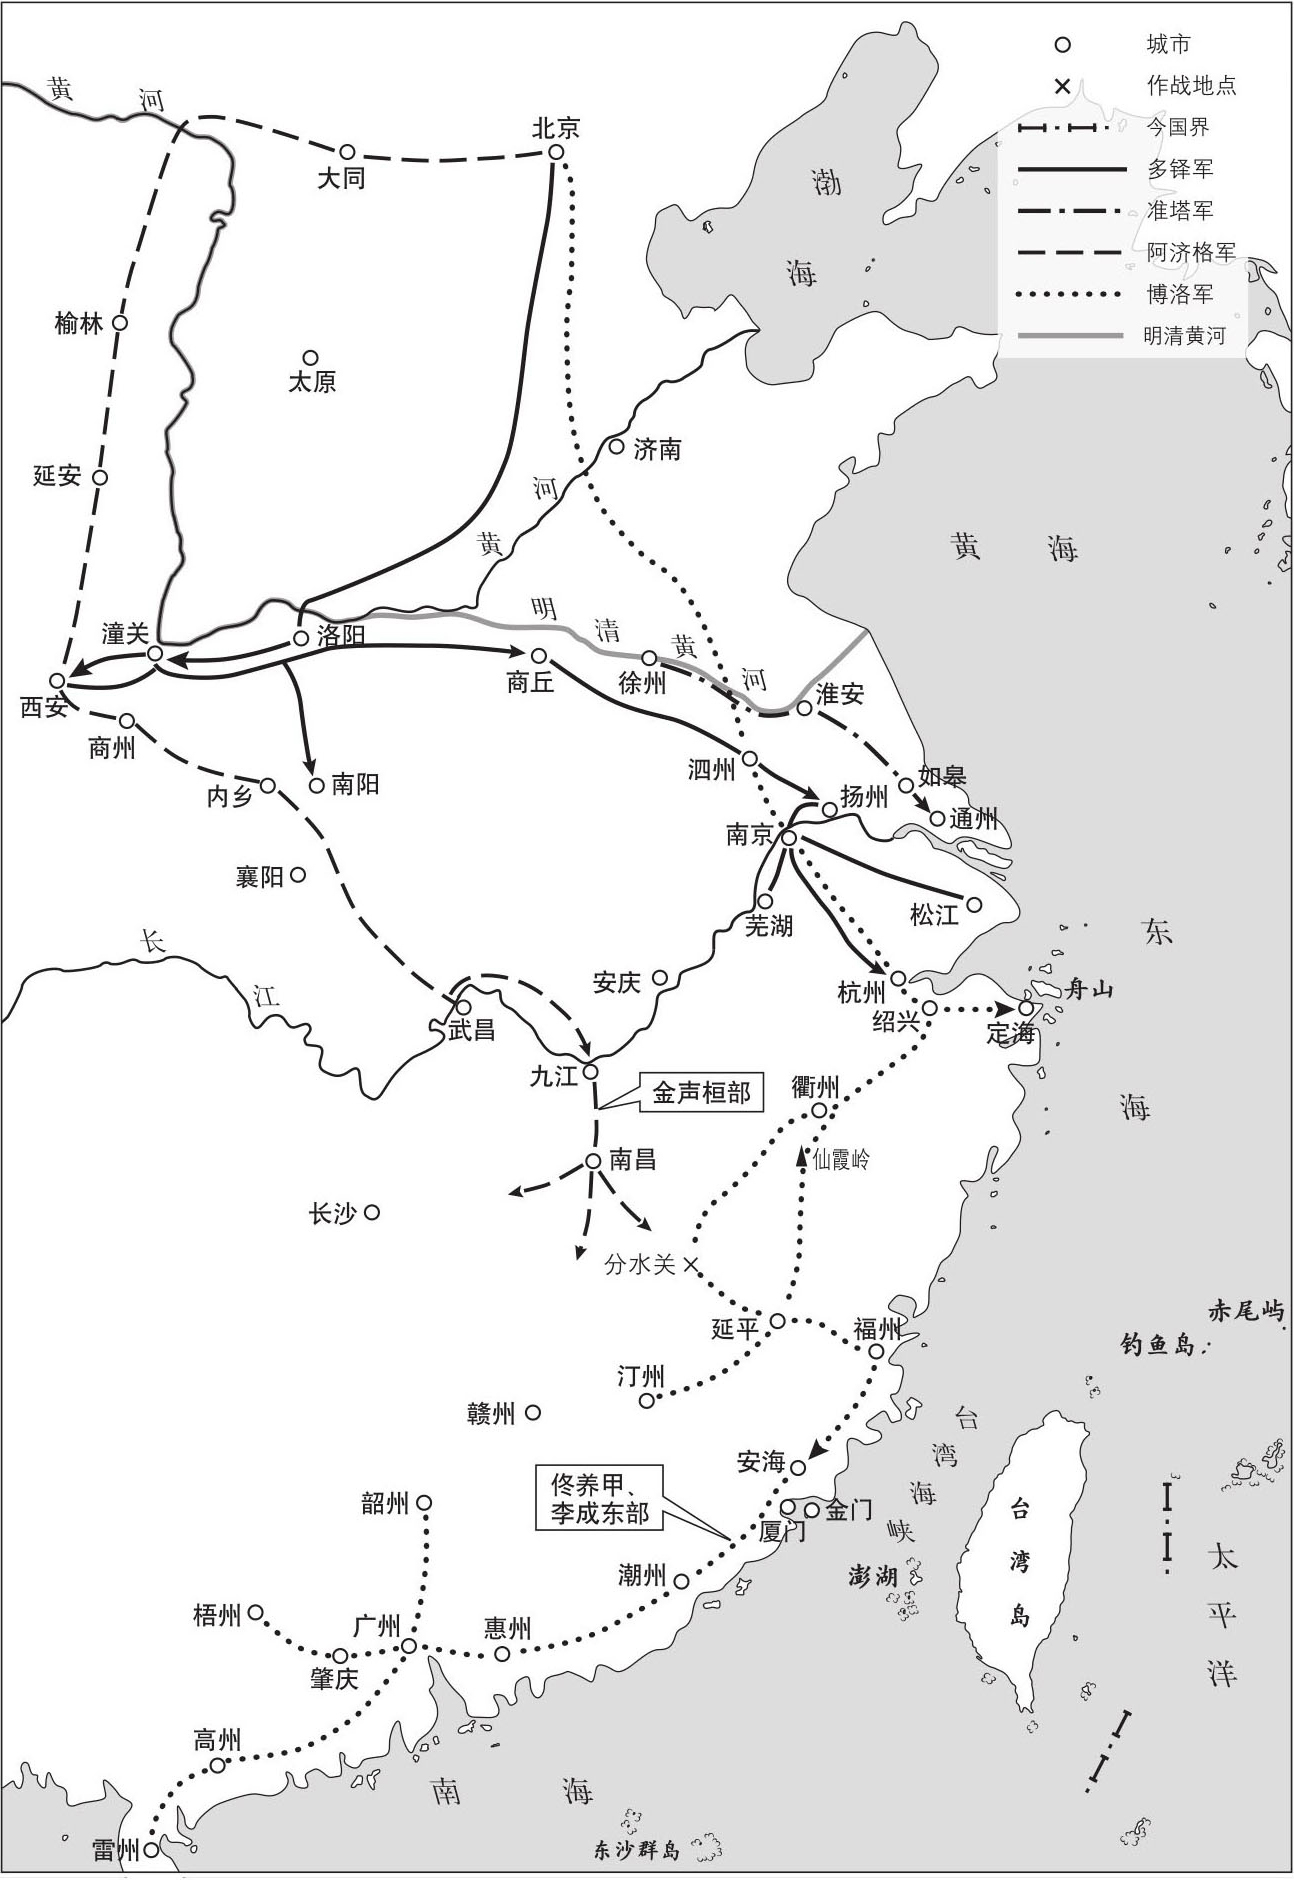 城市
作战地点
今国界
多铎军
准塔军
阿济格军
博洛军
明清黄河
黄河
北京
大同
渤海
榆林
太原
延安
济南
黄河
黄海
明清黄河
潼关
洛阳
西安
商丘
徐州
淮安
商州
内乡
南阳
泗州
扬州
如皋
通州
南京
襄阳
芜湖
松江
长江
安庆
杭州
绍兴
舟山
定海
东海
武昌
九江
金声桓部
衢州
仙霞岭
南昌
长沙
分水关
延平
福州
赤尾屿
钓鱼岛
汀州
赣州
台湾海峡
安海
佟养甲、
李成东部
韶州
厦门
金门
台湾岛
太平洋
澎湖
潮州
梧州
广州
惠州
肇庆
高州
南海
雷州
东沙群岛